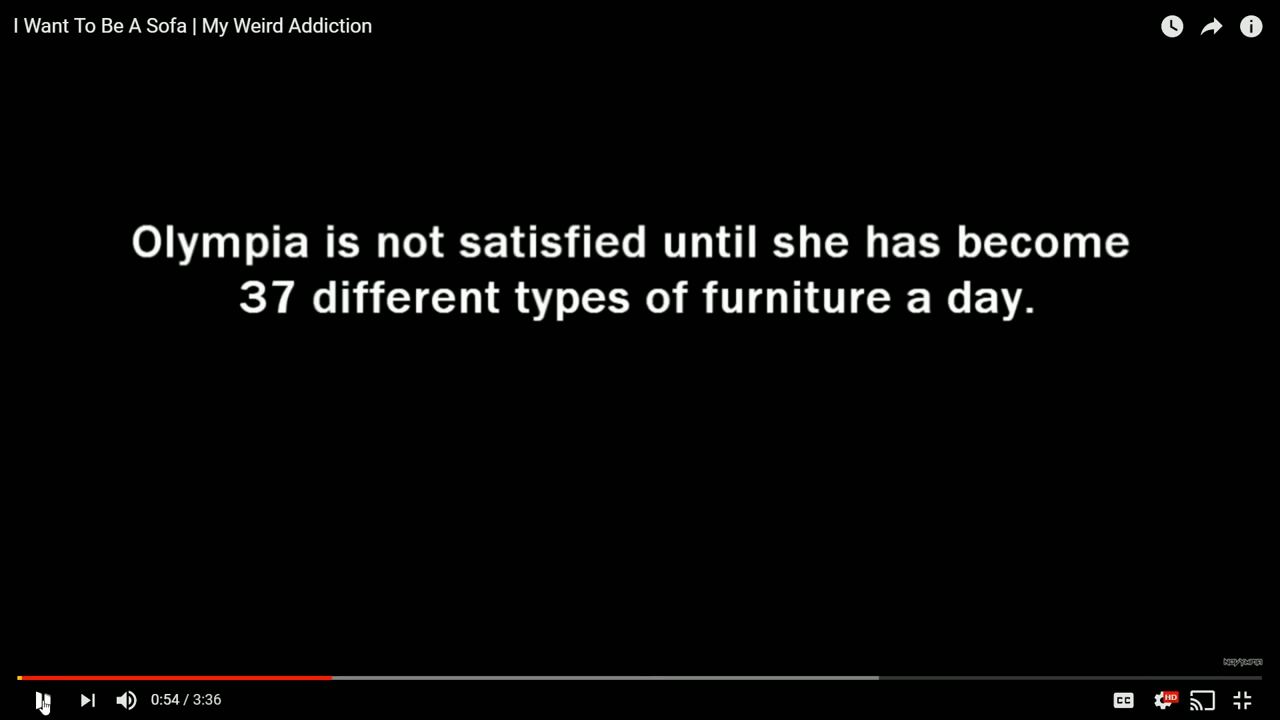 I Want To Be A Sofa | My Weird Addiction
Olympia is not satisfied until she has become
37 different types of furniture a day.
0:54 / 3:36
CC
HD